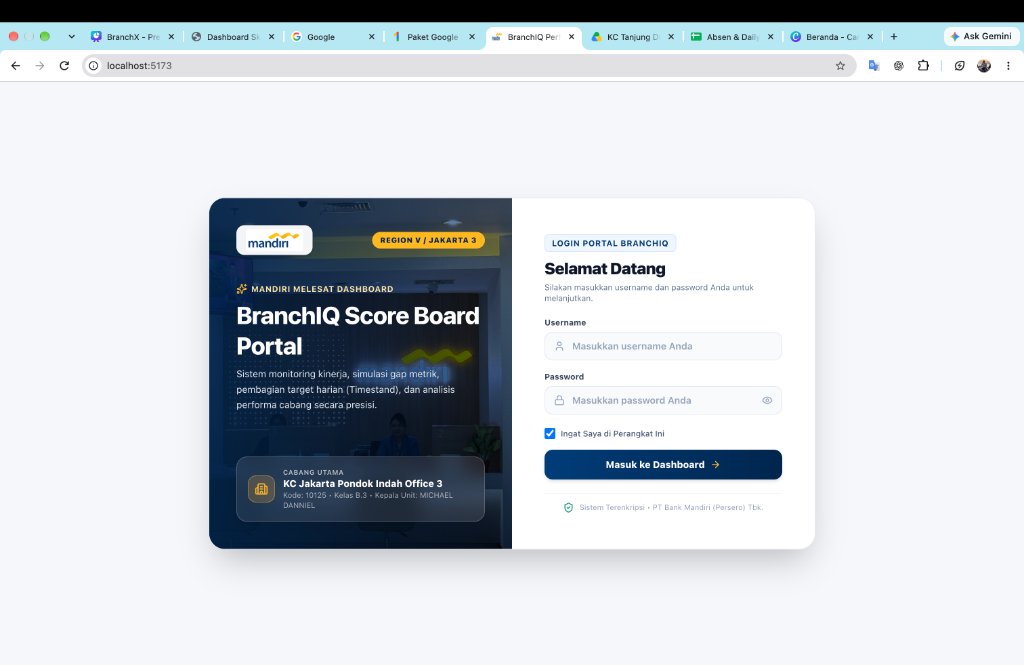 BranchX - Pre
Dashboard Sk
Google
Paket Google
BranchIQ Per
KC Tanjung D
Absen & Daily
Beranda - Ca
Ask Gemini
localhost:5173
mandiri
REGION V / JAKARTA 3
MANDIRI MELESAT DASHBOARD
BranchIQ Score Board
Portal
Sistem monitoring kinerja, simulasi gap metrik,
pembagian target harian (Timestand), dan analisis
performa cabang secara presisi.
CABANG UTAMA
KC Jakarta Pondok Indah Office 3
Kode: 10125 • Kelas B.3 • Kepala Unit: MICHAEL
DANNIEL
LOGIN PORTAL BRANCHIQ
Selamat Datang
Silakan masukkan username dan password Anda untuk
melanjutkan.
Username
Masukkan username Anda
Password
Masukkan password Anda
Ingat Saya di Perangkat Ini
Masuk ke Dashboard →
Sistem Terenkripsi • PT Bank Mandiri (Persero) Tbk.